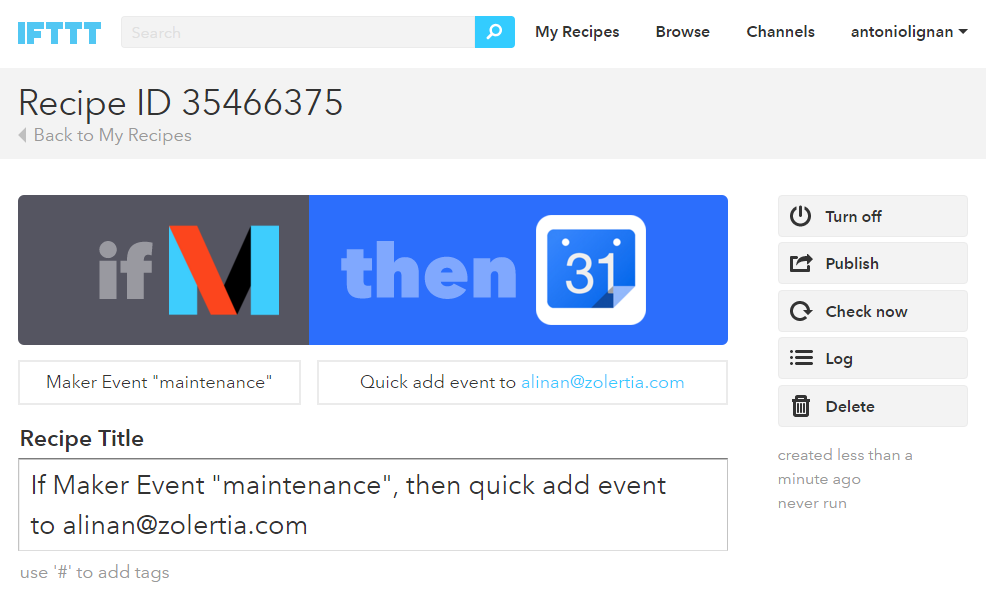 IFTTT
Search
My Recipes
Browse
Channels
antoniolignan
Recipe ID 35466375
Back to My Recipes
if
then
31
Maker Event "maintenance"
Quick add event to alinan@zolertia.com
Recipe Title
If Maker Event "maintenance", then quick add event
to alinan@zolertia.com
use '#' to add tags
Turn off
Publish
Check now
Log
Delete
created less than a
minute ago
never run